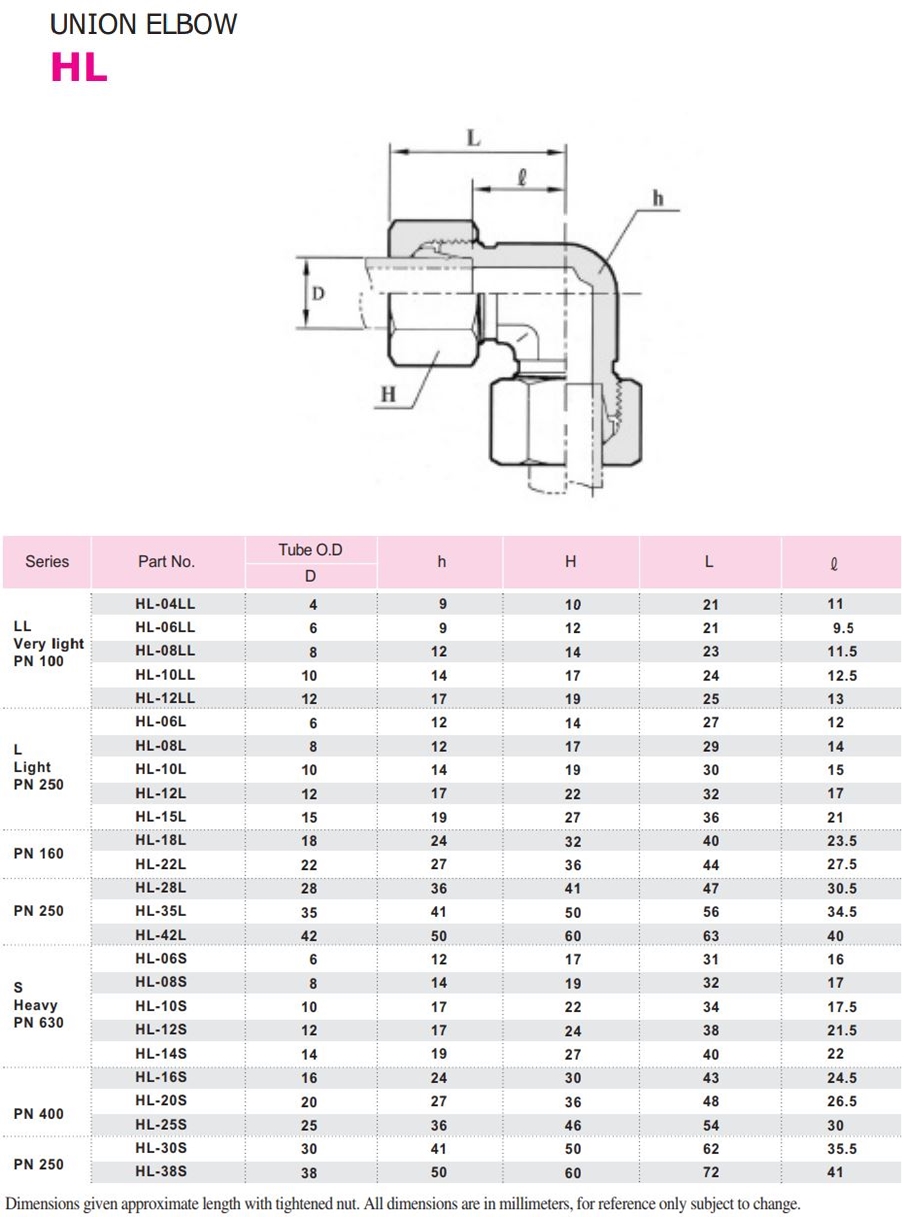 UNION ELBOW
HL
L
ℓ
h
D
H
Series Part No. Tube O.D h H L ℓ
D
HL-04LL 4 9 10 21 11
LL
HL-06LL 6 9 12 21 9.5
Very light
HL-08LL 8 12 14 23 11.5
PN 100
HL-10LL 10 14 17 24 12.5
HL-12LL 12 17 19 25 13
HL-06L 6 12 14 27 12
L
HL-08L 8 12 17 29 14
Light
HL-10L 10 14 19 30 15
PN 250
HL-12L 12 17 22 32 17
HL-15L 15 19 27 36 21
PN 160
HL-18L 18 24 32 40 23.5
HL-22L 22 27 36 44 27.5
HL-28L 28 36 41 47 30.5
PN 250 HL-35L 35 41 50 56 34.5
HL-42L 42 50 60 63 40
HL-06S 6 12 17 31 16
S
HL-08S 8 14 19 32 17
Heavy
HL-10S 10 17 22 34 17.5
PN 630
HL-12S 12 17 24 38 21.5
HL-14S 14 19 27 40 22
HL-16S 16 24 30 43 24.5
HL-20S 20 27 36 48 26.5
PN 400
HL-25S 25 36 46 54 30
HL-30S 30 41 50 62 35.5
PN 250
HL-38S 38 50 60 72 41
Dimensions given approximate length with tightened nut. All dimensions are in millimeters, for reference only subject to change.